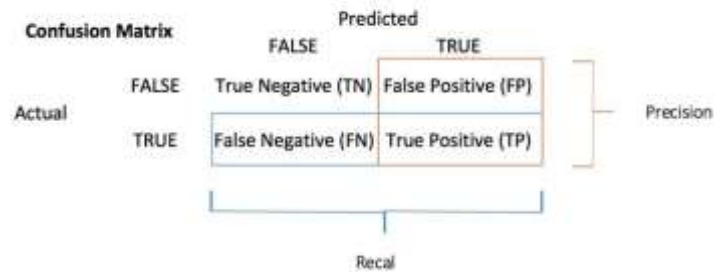 Confusion Matrix
Predicted
FALSE TRUE
FALSE True Negative (TN) False Positive (FP)
Actual
Precision
TRUE False Negative (FN) True Positive (TP)
Recal